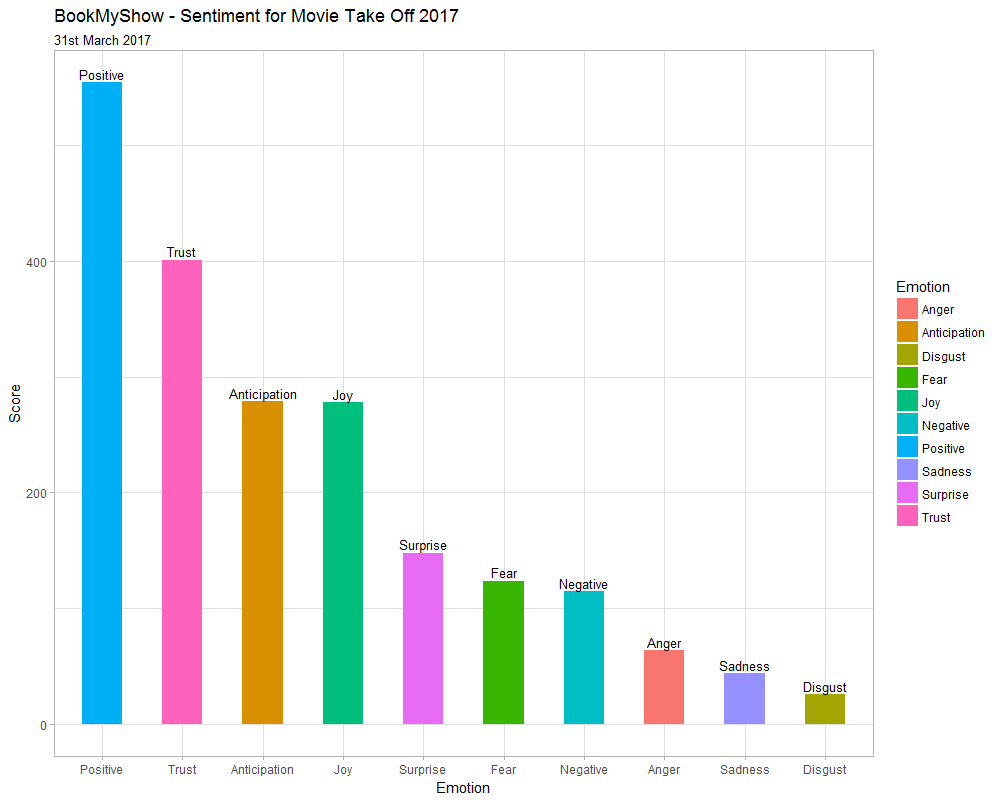 BookMyShow - Sentiment for Movie Take Off 2017
31st March 2017
Positive
Trust
Anticipation
Joy
Surprise
Fear
Negative
Anger
Sadness
Disgust
Score
400
200
0
Positive Trust Anticipation Joy Surprise Fear Negative Anger Sadness Disgust
Emotion
Emotion
Anger
Anticipation
Disgust
Fear
Joy
Negative
Positive
Sadness
Surprise
Trust